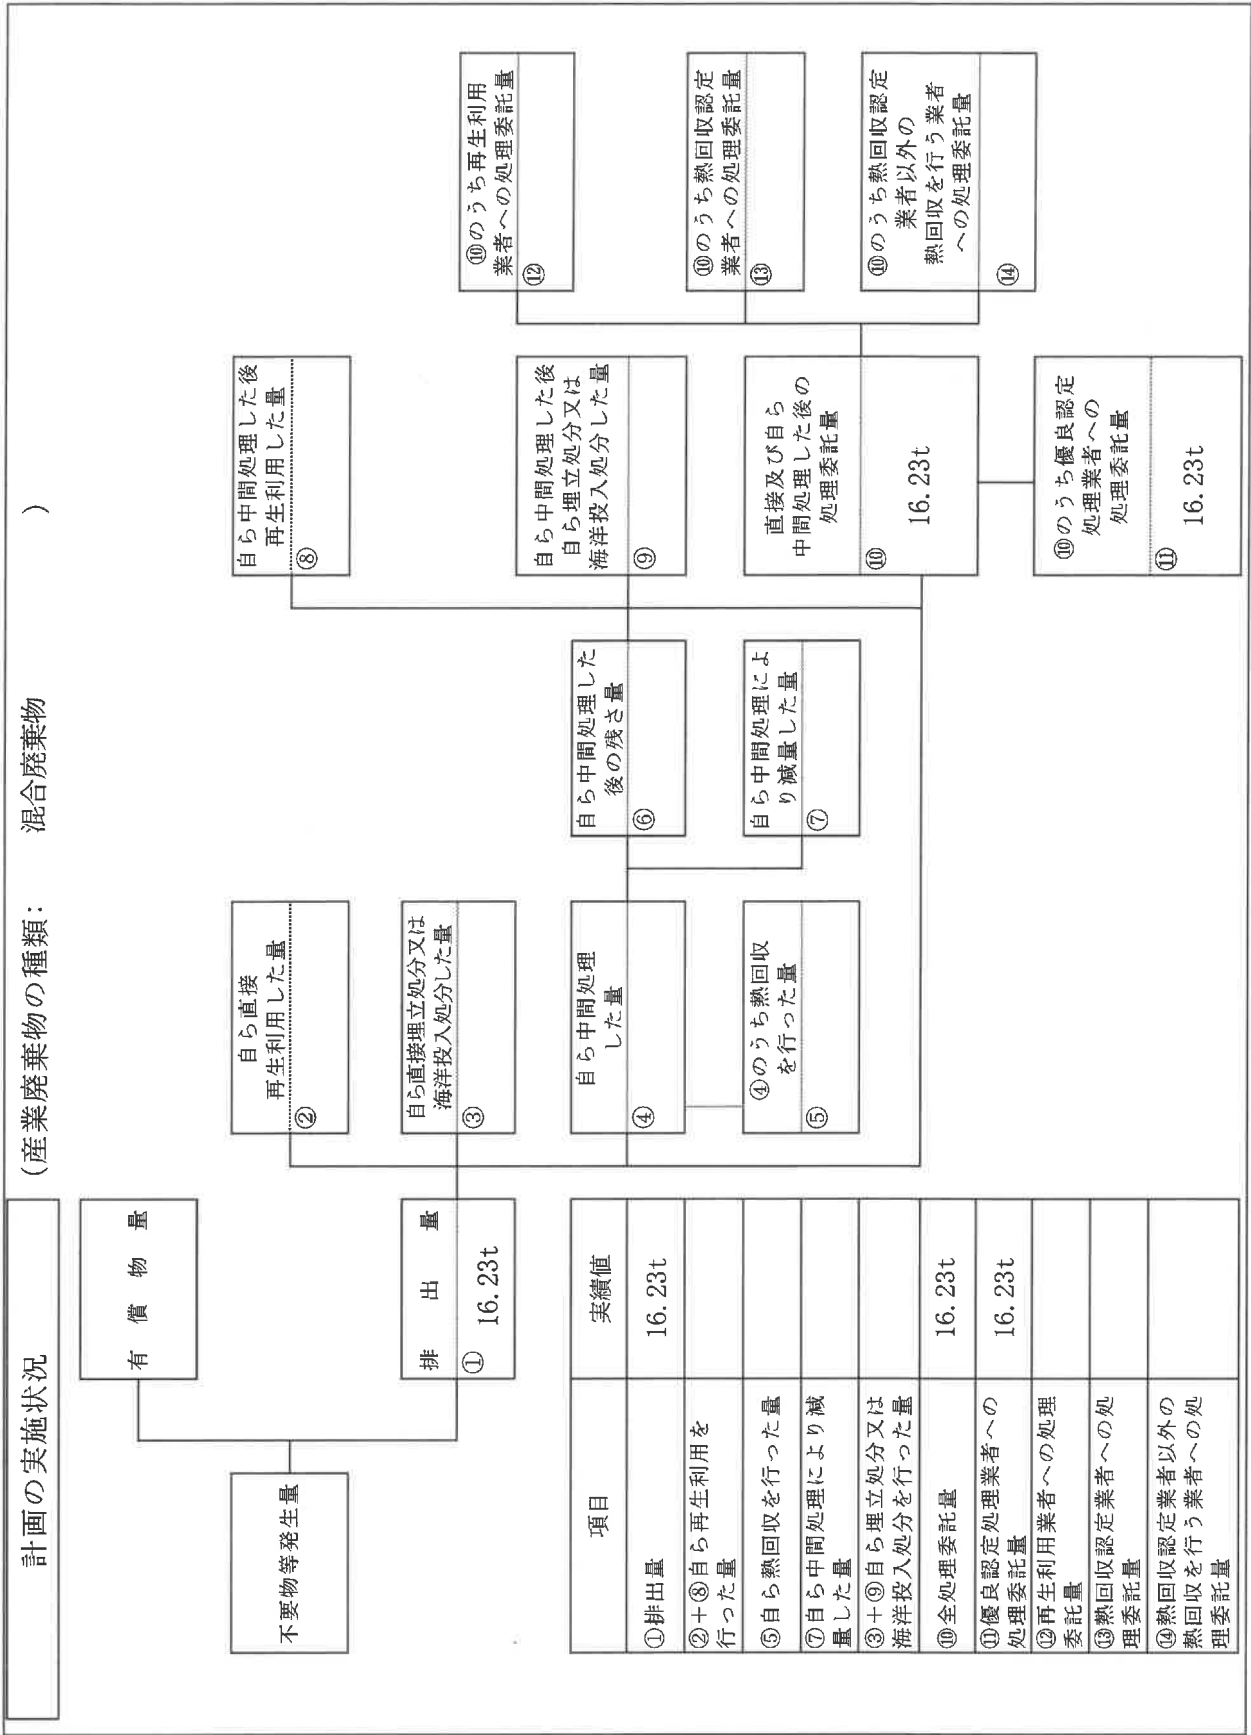 計画の実施状況
(産業廃棄物の種類：　混合廃棄物　)
不要物等発生量
有　償　物　量
排　出　量
①
16.23t
自ら直接
再生利用した量
②
自ら直接埋立処分又は
海洋投入処分した量
③
自ら中間処理
した量
④
④のうち熱回収
を行った量
⑤
自ら中間処理した
後の残さ量
⑥
自ら中間処理によ
り減量した量
⑦
自ら中間処理した後
再生利用した量
⑧
自ら中間処理した後
自ら埋立処分又は
海洋投入処分した量
⑨
直接及び自ら
中間処理した後の
処理委託量
⑩
16.23t
⑩のうち優良認定
処理業者への
処理委託量
⑪
16.23t
⑩のうち再生利用
業者への処理委託量
⑫
⑩のうち熱回収認定
業者への処理委託量
⑬
⑩のうち熱回収認定
業者以外の
熱回収を行う業者
への処理委託量
⑭
項目　実績値
①排出量　16.23t
②＋⑧自ら再生利用を
行った量
⑤自ら熱回収を行った量
⑦自ら中間処理により減
量した量
③＋⑨自ら埋立処分又は
海洋投入処分を行った量
⑩全処理委託量　16.23t
⑪優良認定処理業者への
処理委託量　16.23t
⑫再生利用業者への処理
委託量
⑬熱回収認定業者への処
理委託量
⑭熱回収認定業者以外の
熱回収を行う業者への処
理委託量